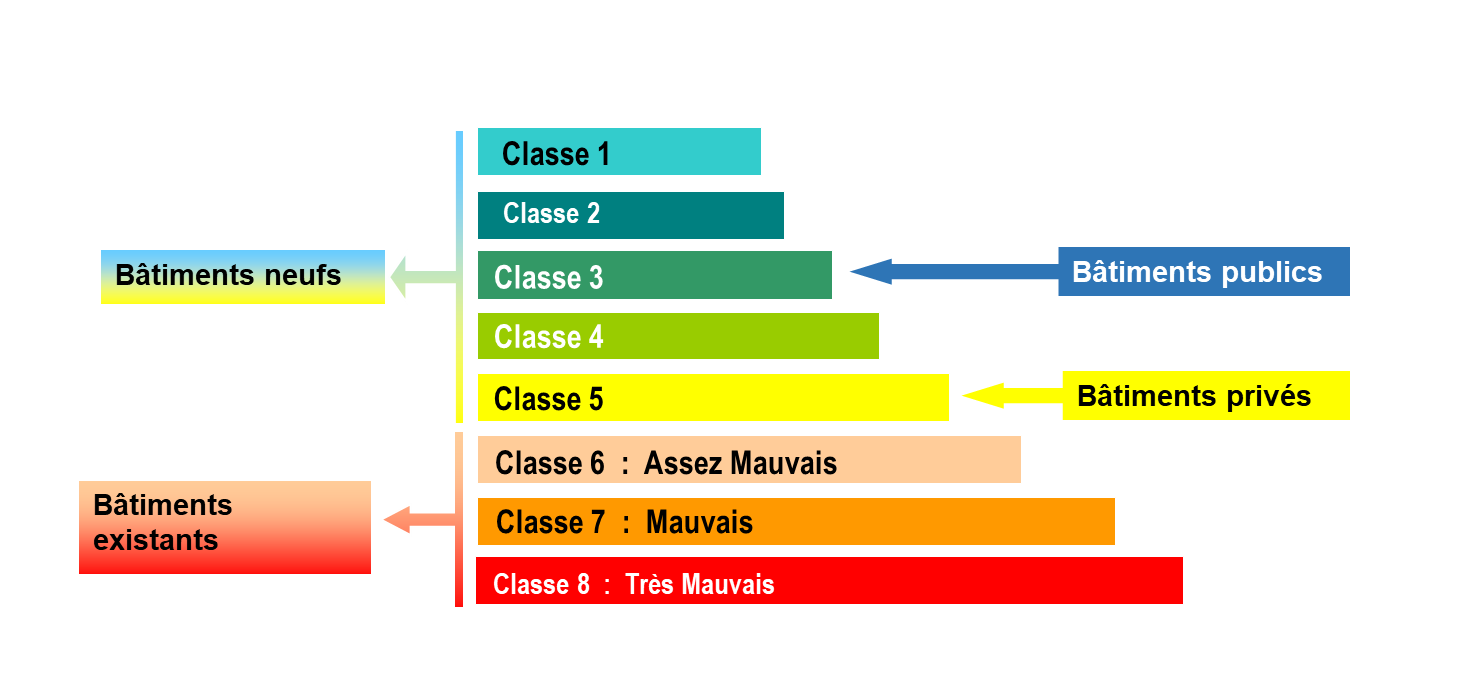 Classe 1
Classe 2
Bâtiments neufs
Classe 3
Bâtiments publics
Classe 4
Classe 5
Bâtiments privés
Classe 6  :  Assez Mauvais
Bâtiments
existants
Classe 7  :  Mauvais
Classe 8  :  Très Mauvais